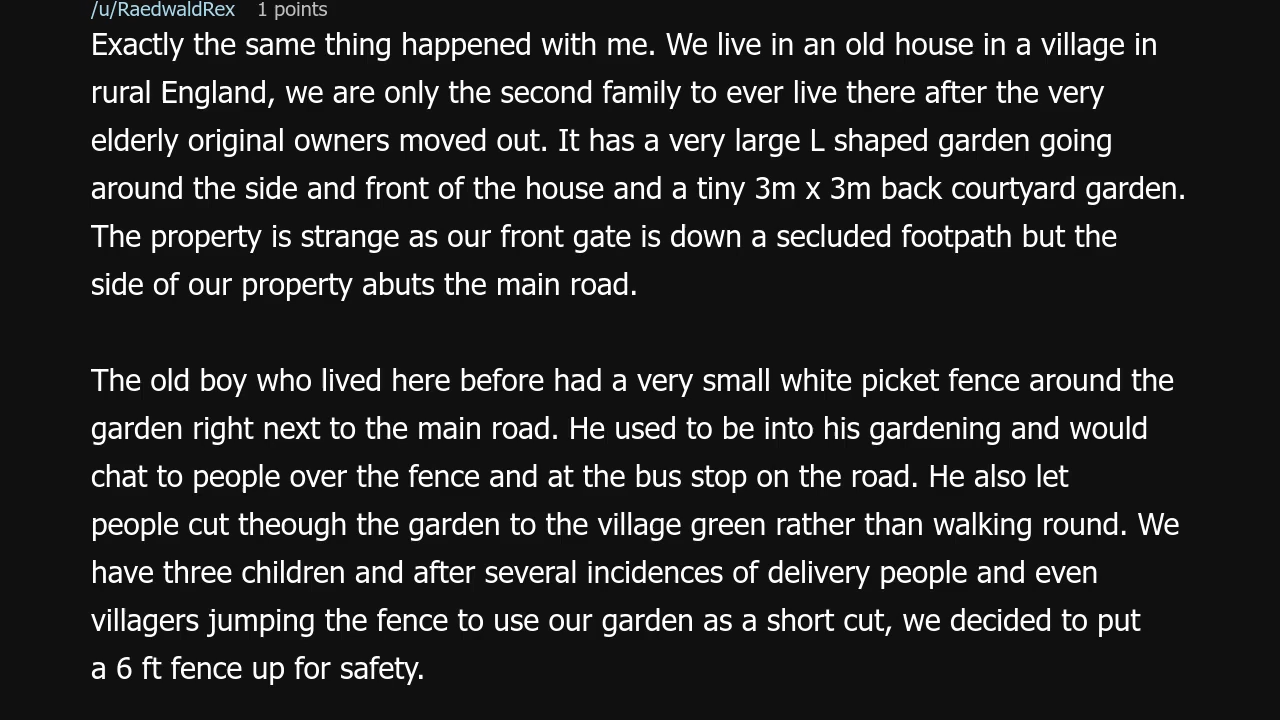 /u/RaedwaldRex 1 points
Exactly the same thing happened with me. We live in an old house in a village in
rural England, we are only the second family to ever live there after the very
elderly original owners moved out. It has a very large L shaped garden going
around the side and front of the house and a tiny 3m x 3m back courtyard garden.
The property is strange as our front gate is down a secluded footpath but the
side of our property abuts the main road.
The old boy who lived here before had a very small white picket fence around the
garden right next to the main road. He used to be into his gardening and would
chat to people over the fence and at the bus stop on the road. He also let
people cut theough the garden to the village green rather than walking round. We
have three children and after several incidences of delivery people and even
villagers jumping the fence to use our garden as a short cut, we decided to put
a 6 ft fence up for safety.